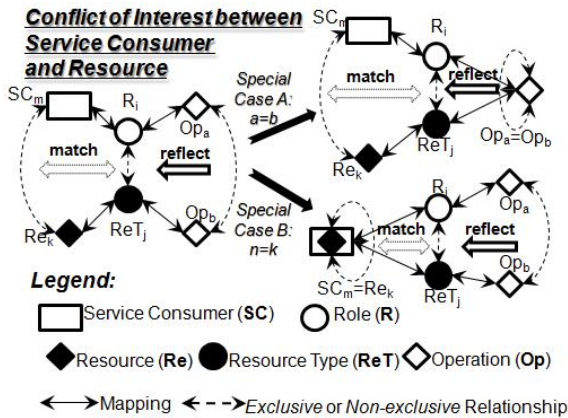 Conflict of Interest between
Service Consumer
and Resource
SCm
Ri
Opa
match
reflect
Rek
ReTj
Opb
Special
Case A:
a=b
Special
Case B:
n=k
SCm
Ri
match
reflect
Opa=Opb
Rek
ReTj
Ri
Opa
match
reflect
Opb
SCm=Rek
ReTj
Legend:
Service Consumer (SC)
Role (R)
Resource (Re)
Resource Type (ReT)
Operation (Op)
Mapping
Exclusive or Non-exclusive Relationship